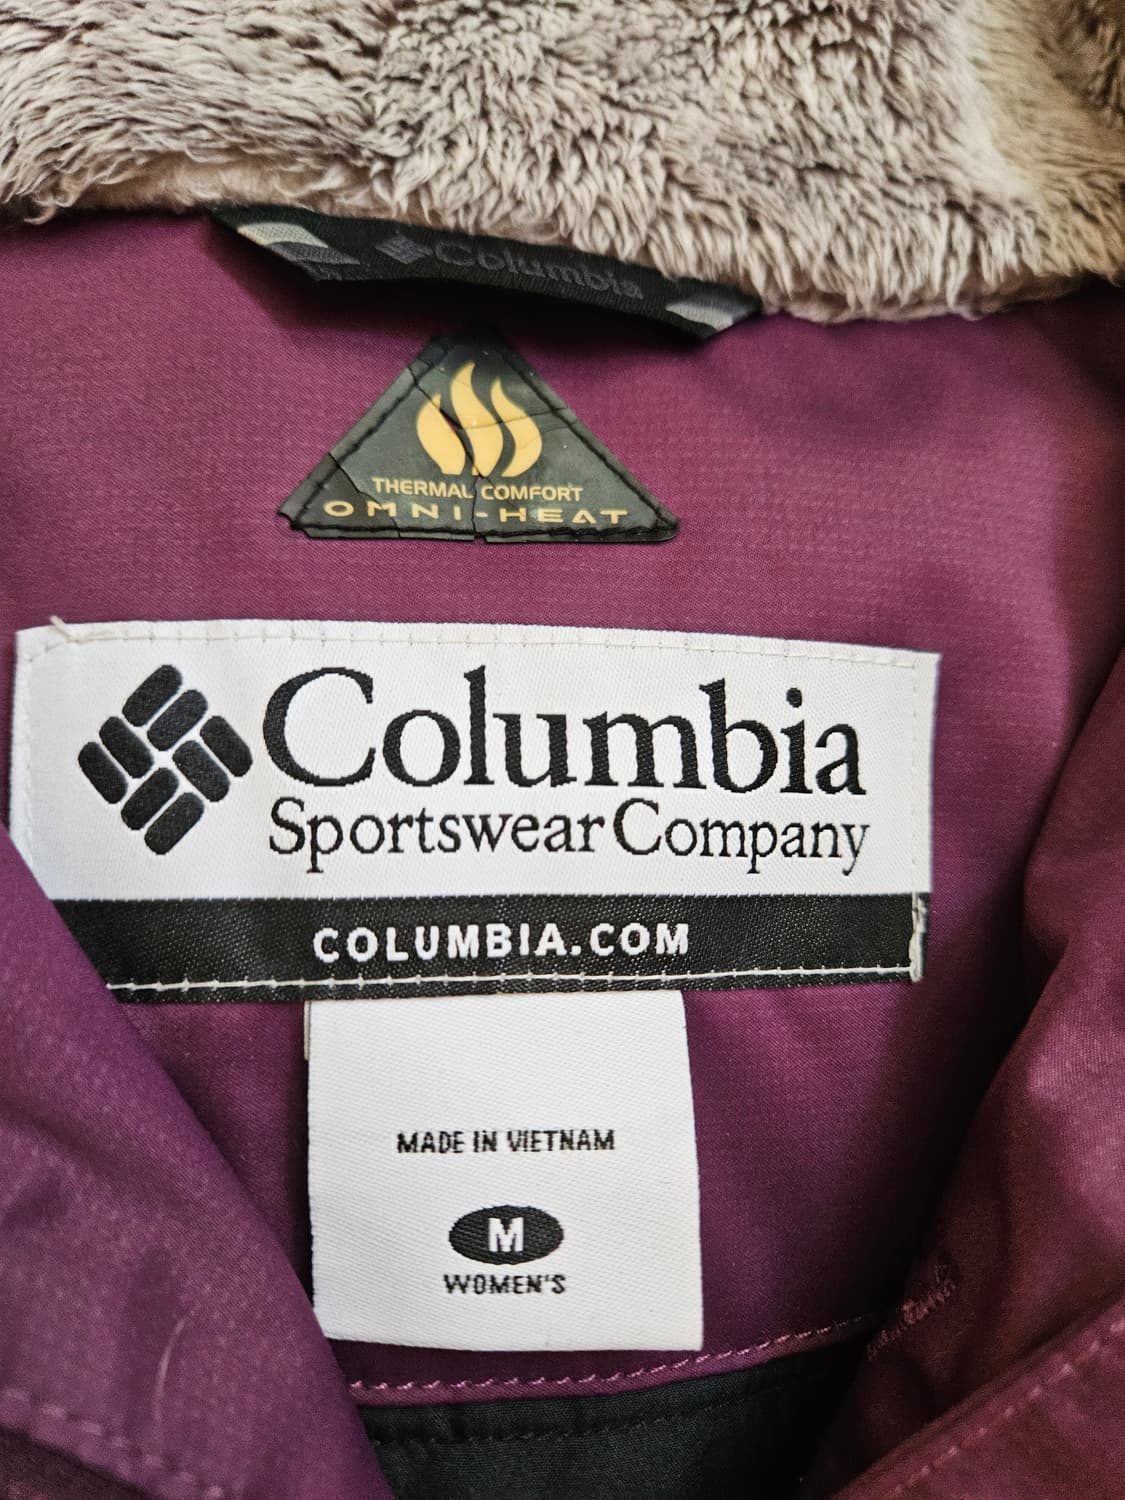 Columbia
THERMAL COMFORT
OMNI-HEAT
Columbia
Sportswear Company
COLUMBIA.COM
MADE IN VIETNAM
M
WOMEN'S